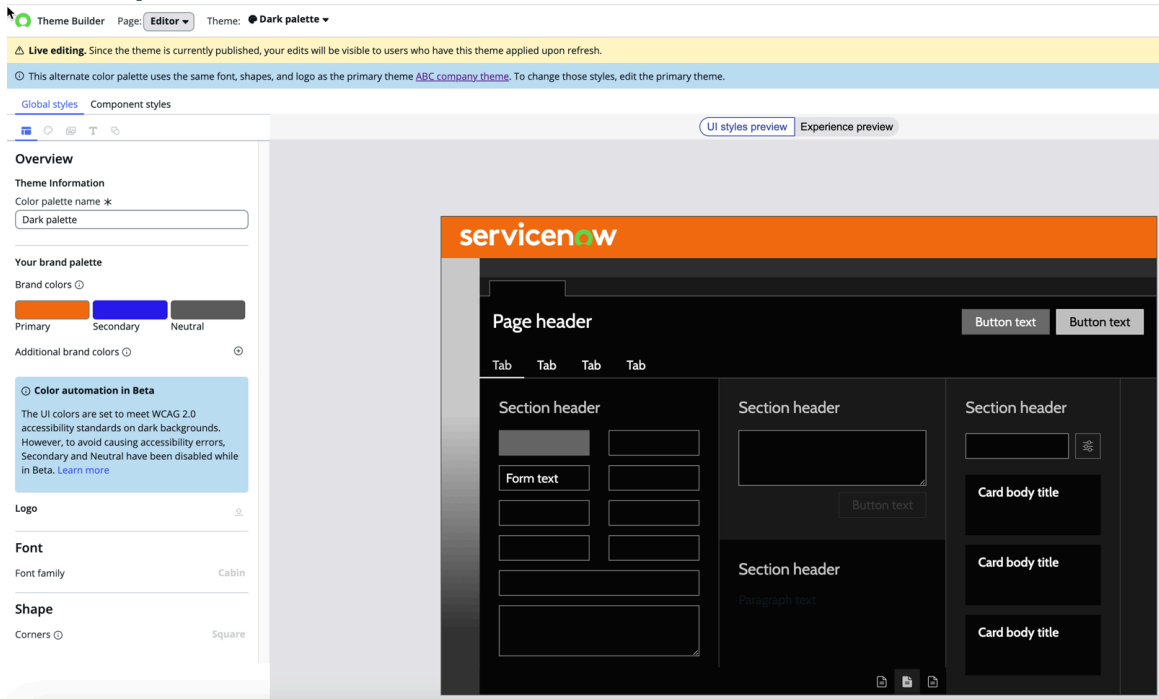 Theme Builder Page: Editor Theme: Dark palette
Live editing. Since the theme is currently published, your edits will be visible to users who have this theme applied upon refresh.
This alternate color palette uses the same font, shapes, and logo as the primary theme ABC company theme. To change those styles, edit the primary theme.
Global styles Component styles
UI styles preview Experience preview
Overview
Theme Information
Color palette name *
Dark palette
Your brand palette
Brand colors
Primary Secondary Neutral
Additional brand colors
Color automation in Beta
The UI colors are set to meet WCAG 2.0
accessibility standards on dark backgrounds.
However, to avoid causing accessibility errors,
Secondary and Neutral have been disabled while
in Beta. Learn more
Logo
Font
Font family Cabin
Shape
Corners Square
servicenow
Page header
Button text Button text
Tab Tab Tab Tab
Section header
Form text
Section header
Button text
Section header
Paragraph text
Section header
Card body title
Card body title
Card body title